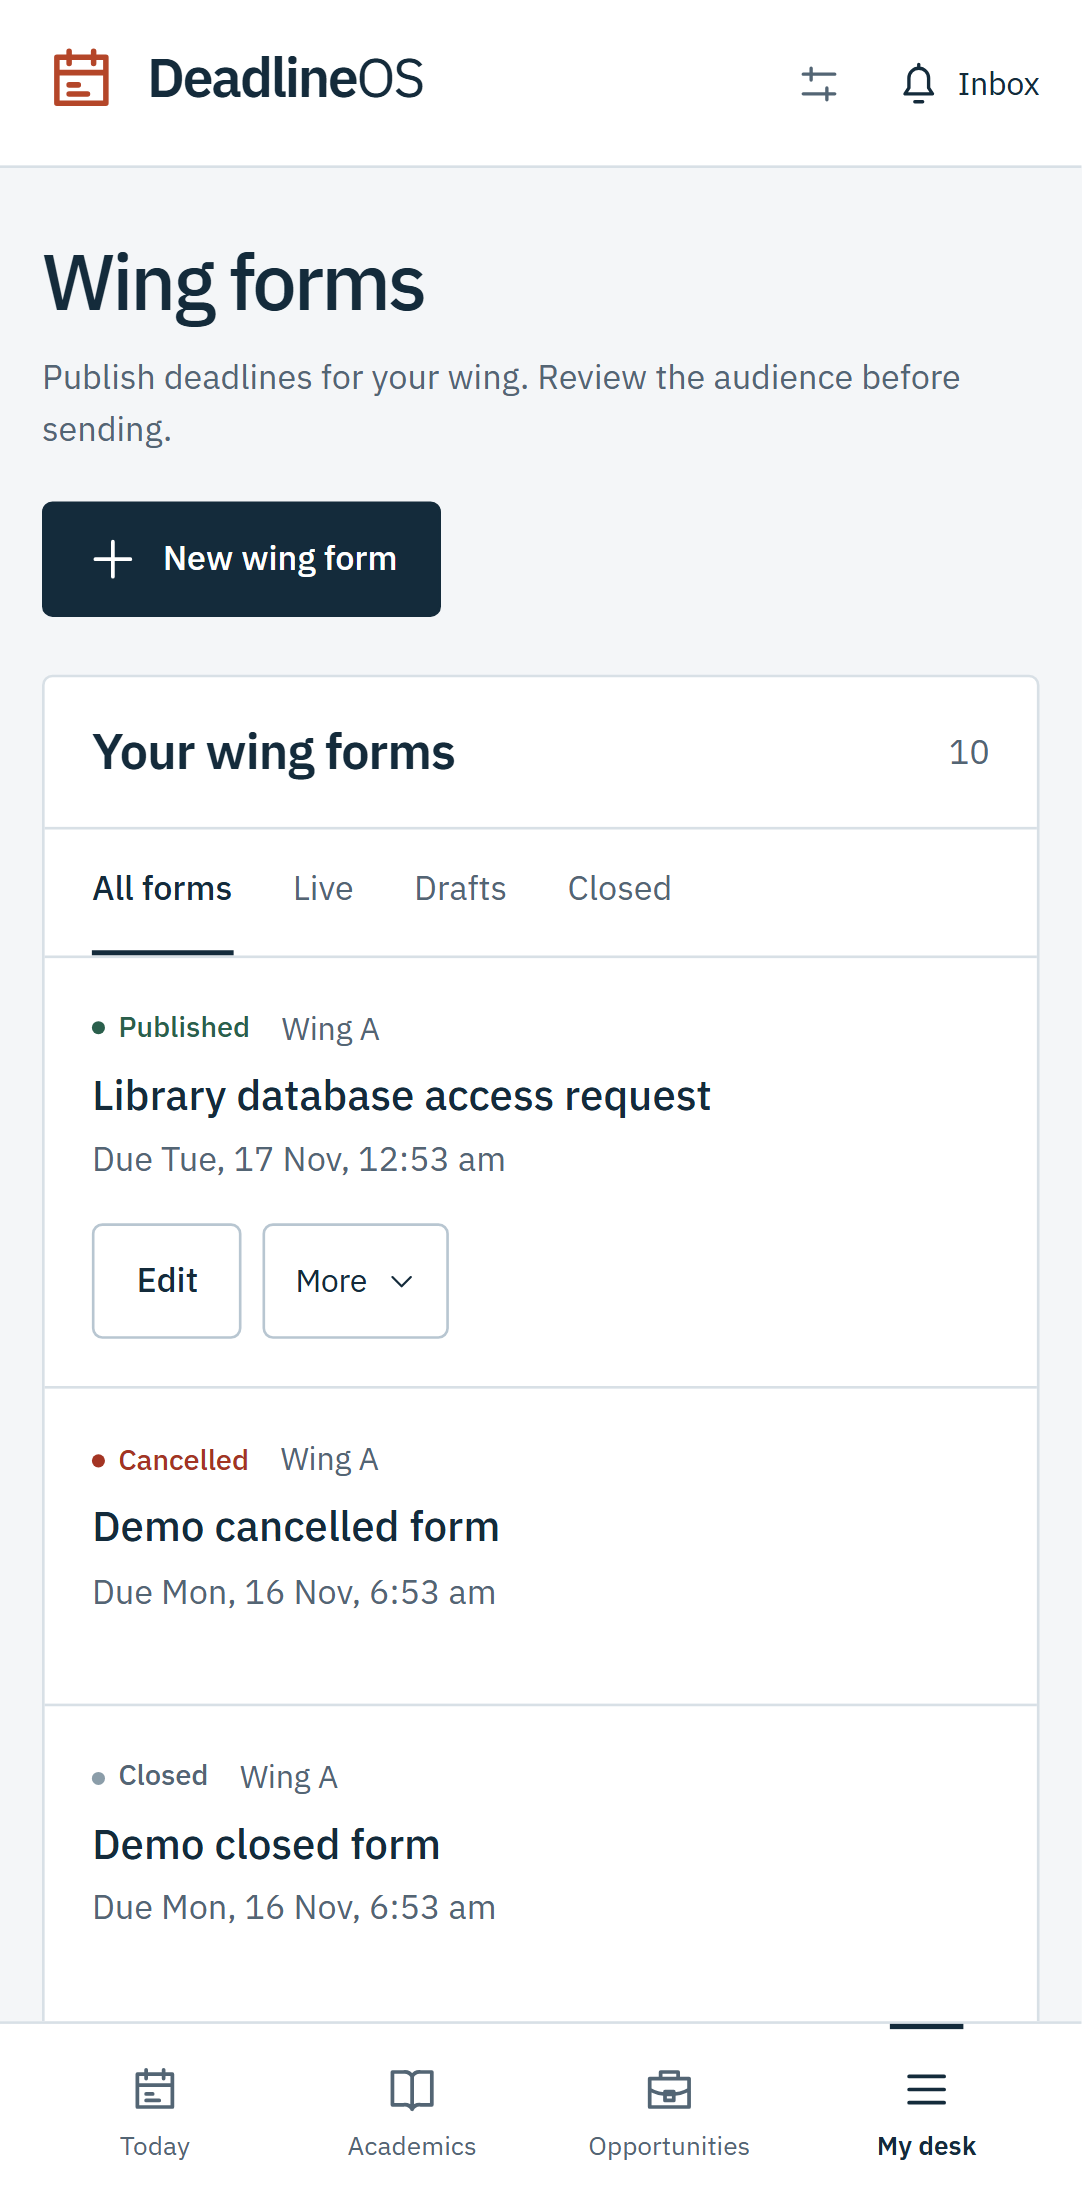 DeadlineOS
Inbox
Wing forms
Publish deadlines for your wing. Review the audience before
sending.
New wing form
Your wing forms
10
All forms Live Drafts Closed
Published Wing A
Library database access request
Due Tue, 17 Nov, 12:53 am
Edit More
Cancelled Wing A
Demo cancelled form
Due Mon, 16 Nov, 6:53 am
Closed Wing A
Demo closed form
Due Mon, 16 Nov, 6:53 am
Today Academics Opportunities My desk